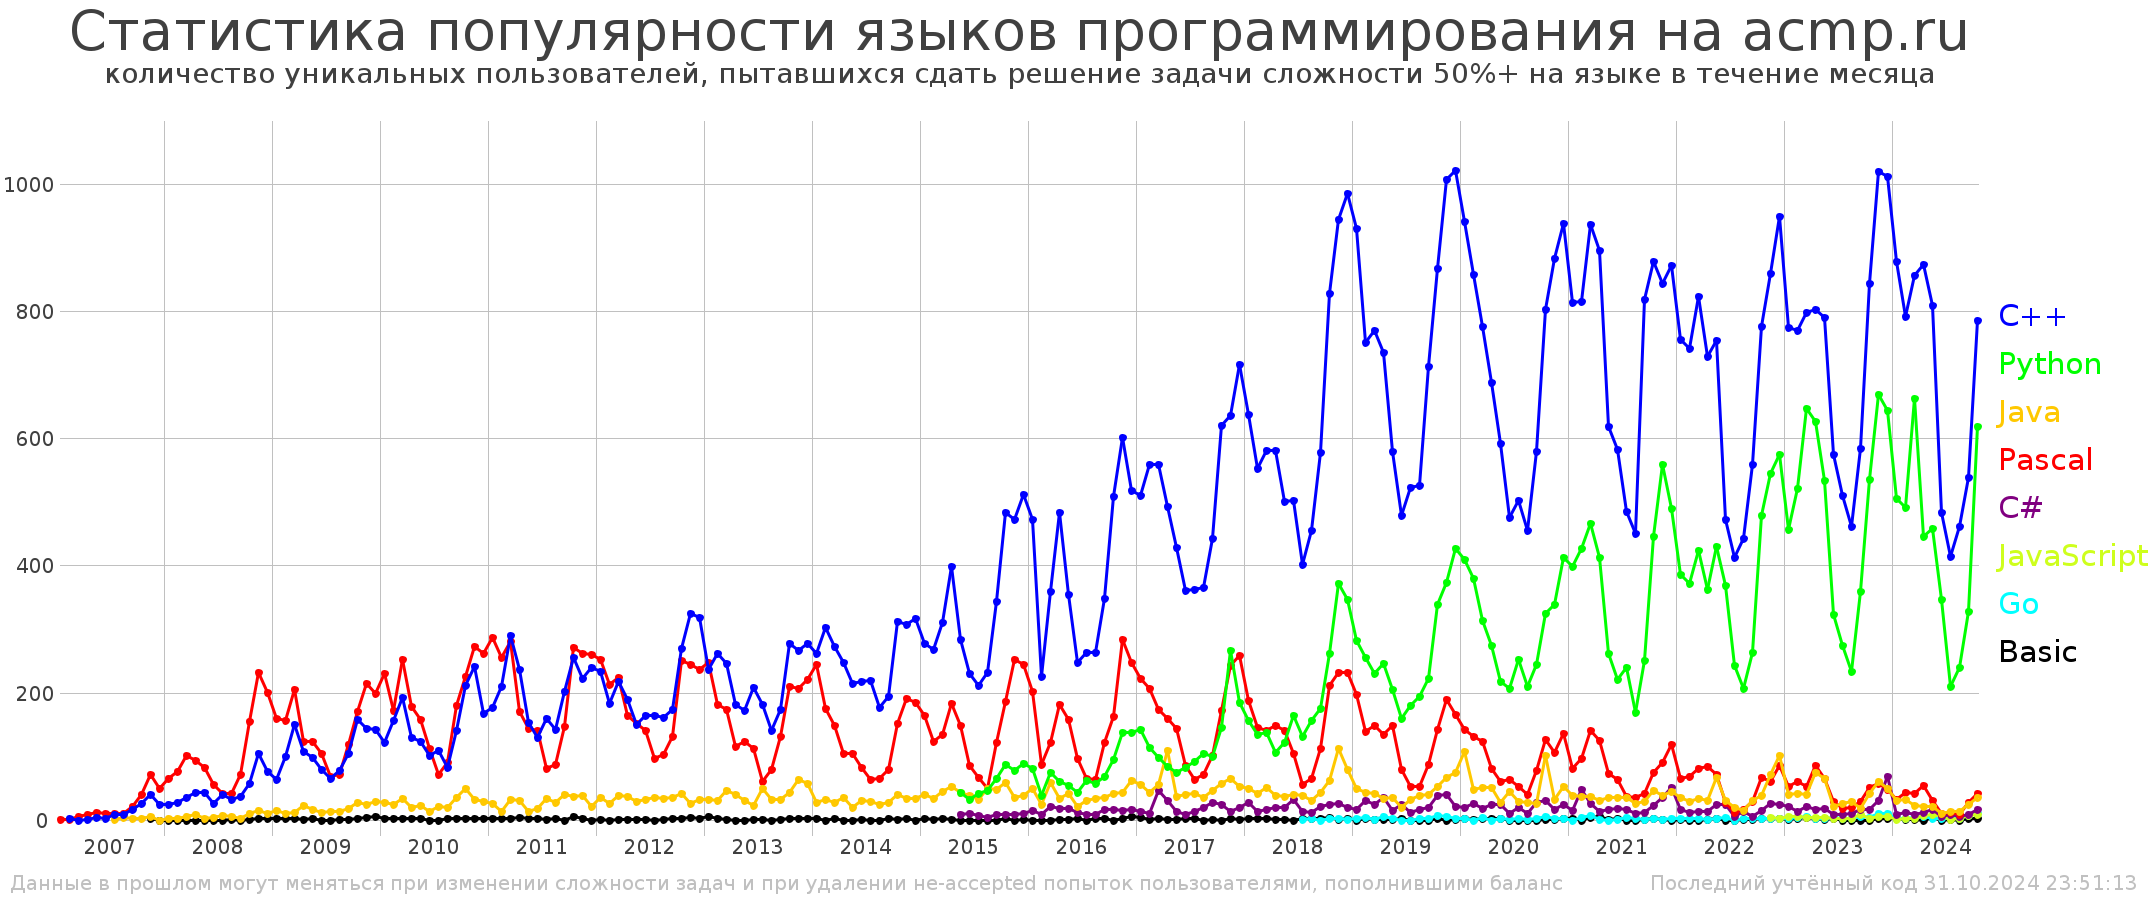 Статистика популярности языков программирования на acmp.ru
количество уникальных пользователей, пытавшихся сдать решение задачи сложности 50%+ на языке в течение месяца
1000
800
600
400
200
0
C++
Python
Java
Pascal
C#
JavaScript
Go
Basic
2007 2008 2009 2010 2011 2012 2013 2014 2015 2016 2017 2018 2019 2020 2021 2022 2023 2024
Данные в прошлом могут меняться при изменении сложности задач и при удалении не-accepted попыток пользователями, пополнившими баланс
Последний учтённый код 31.10.2024 23:51:13